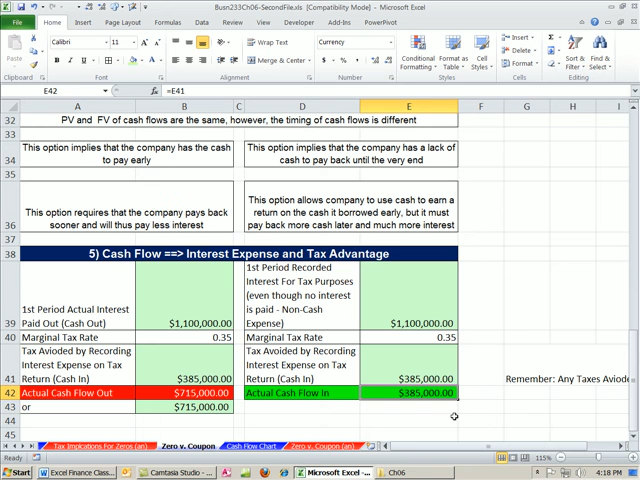 Busn233Ch06-SecondFile.xls [Compatibility Mode] - Microsoft Excel
File Home Insert Page Layout Formulas Data Review View Developer Add-Ins PowerPivot
Paste
Calibri 11
B I U
Wrap Text
Merge & Center
Currency
$ % ,
Conditional Formatting
Format as Table
Cell Styles
Insert
Delete
Format
Sort & Filter
Find & Select
Clipboard Font Alignment Number Styles Cells Editing
E42 fx =E41
A B C D E F G H I
32 PV and FV of cash flows are the same, however, the timing of cash flows is different
33
34 This option implies that the company has the cash to pay early
This option implies that the company has a lack of cash to pay back until the very end
35
36 This option requires that the company pays back sooner and will thus pay less interest
This option allows company to use cash to earn a return on the cash it borrowed early, but it must pay back more cash later and much more interest
37
38 5) Cash Flow ==> Interest Expense and Tax Advantage
39 1st Period Actual Interest Paid Out (Cash Out) $1,100,000.00
1st Period Recorded Interest For Tax Purposes (even though no interest is paid - Non-Cash Expense) $1,100,000.00
40 Marginal Tax Rate 0.35 Marginal Tax Rate 0.35
41 Tax Avioded by Recording Interest Expense on Tax Return (Cash In) $385,000.00
Tax Avoided by Recording Interest Expense on Tax Return (Cash In) $385,000.00
Remember: Any Taxes Aviode
42 Actual Cash Flow Out $715,000.00 Actual Cash Flow In $385,000.00
43 or $715,000.00
44
45
Tax Implications For Zeros (an) Zero v. Coupon Cash Flow Chart Zero v. Coupon (an)
Ready 115%
Start Excel Finance Class... Camtasia Studio - ... Microsoft Excel ... Ch06 4:18 PM